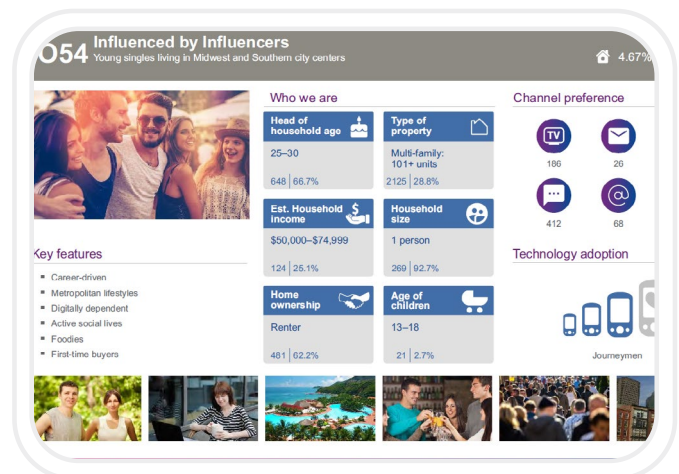 O54 Influenced by Influencers
Young singles living in Midwest and Southern city centers
4.67%
Who we are
Head of
household age
25–30
648 | 66.7%
Type of
property
Multi-family:
101+ units
2125 | 28.8%
Est. Household
income
$50,000–$74,999
124 | 25.1%
Household
size
1 person
269 | 92.7%
Home
ownership
Renter
481 | 62.2%
Age of
children
13–18
21 | 2.7%
Channel preference
TV
186
26
412
@
68
Key features
Career-driven
Metropolitan lifestyles
Digitally dependent
Active social lives
Foodies
First-time buyers
Technology adoption
Journeymen